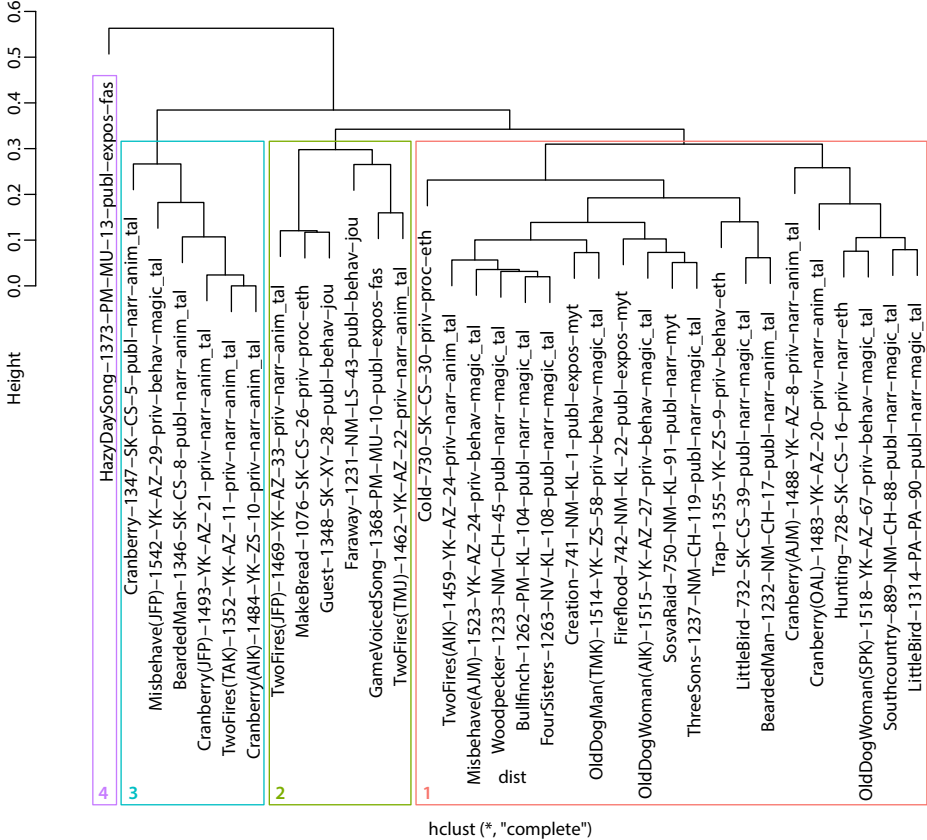 Height
0.6
0.5
0.4
0.3
0.2
0.1
0.0
HazyDaySong−1373−PM−MU−13−publ−expos−fas
Cranberry−1347−SK−CS−5−publ−narr−anim_tal
Misbehave(JFP)−1542−YK−AZ−29−priv−behav−magic_tal
BeardedMan−1346−SK−CS−8−publ−narr−anim_tal
Cranberry(JFP)−1493−YK−AZ−21−priv−narr−anim_tal
TwoFires(TAK)−1352−YK−AZ−11−priv−narr−anim_tal
Cranberry(AIK)−1484−YK−ZS−10−priv−narr−anim_tal
TwoFires(JFP)−1469−YK−AZ−33−priv−narr−anim_tal
MakeBread−1076−SK−CS−26−priv−proc−eth
Guest−1348−SK−XY−28−publ−behav−jou
Faraway−1231−NM−LS−43−publ−behav−jou
GameVoicedSong−1368−PM−MU−10−publ−expos−fas
TwoFires(TMJ)−1462−YK−AZ−22−priv−narr−anim_tal
Cold−730−SK−CS−30−priv−proc−eth
TwoFires(AIK)−1459−YK−AZ−24−priv−narr−anim_tal
Misbehave(AJM)−1523−YK−AZ−24−priv−behav−magic_tal
Woodpecker−1233−NM−CH−45−publ−narr−magic_tal
Bullfinch−1262−PM−KL−104−publ−narr−magic_tal
FourSisters−1263−NV−KL−108−publ−narr−magic_tal
Creation−741−NM−KL−1−publ−expos−myt
OldDogMan(TMK)−1514−YK−ZS−58−priv−behav−magic_tal
Fireflood−742−NM−KL−22−publ−expos−myt
OldDogWoman(AIK)−1515−YK−AZ−27−priv−behav−magic_tal
SosvaRaid−750−NM−KL−91−publ−narr−myt
ThreeSons−1237−NM−CH−119−publ−narr−magic_tal
Trap−1355−YK−ZS−9−priv−behav−eth
LittleBird−732−SK−CS−39−publ−narr−magic_tal
BeardedMan−1232−NM−CH−17−publ−narr−anim_tal
Cranberry(AJM)−1488−YK−AZ−8−priv−narr−anim_tal
Cranberry(OAL)−1483−YK−AZ−20−priv−narr−anim_tal
Hunting−728−SK−CS−16−priv−narr−eth
OldDogWoman(SPK)−1518−YK−AZ−67−priv−behav−magic_tal
Southcountry−889−NM−CH−88−publ−narr−magic_tal
LittleBird−1314−PA−PA−90−publ−narr−magic_tal
dist
4
3
2
1
hclust (*, "complete")